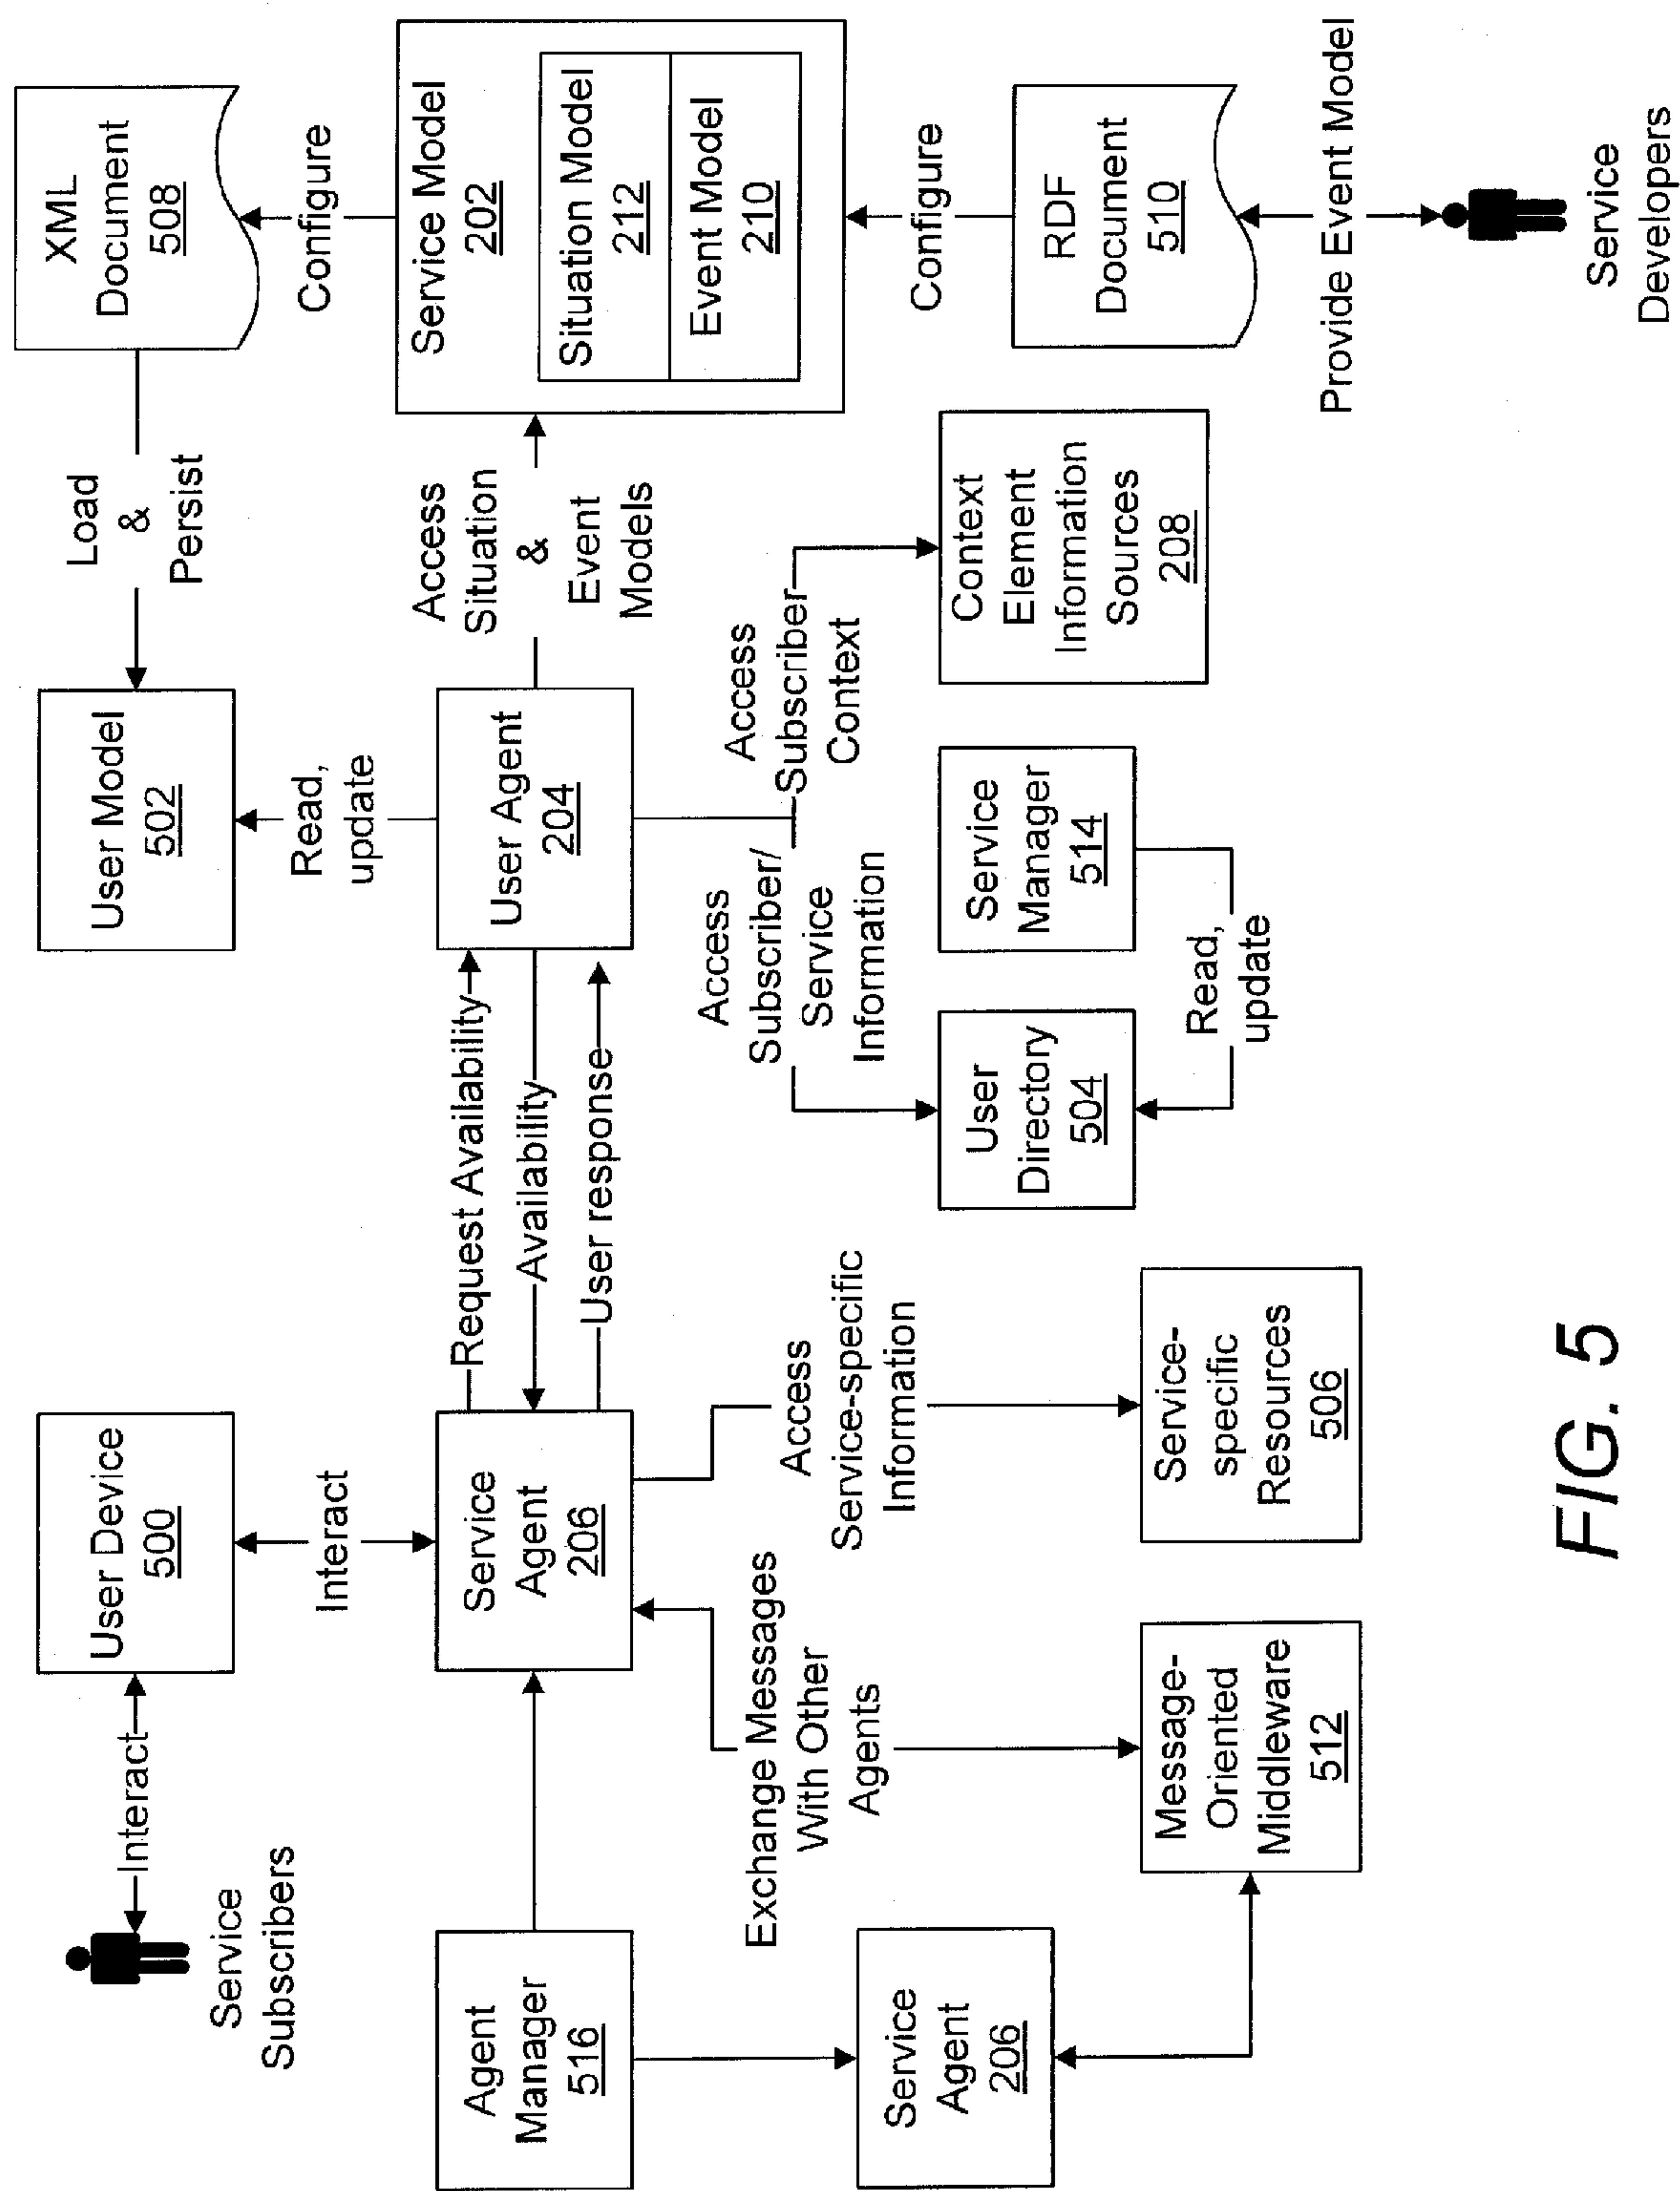 Service
Subscribers
Interact
User Device
500
Interact
User Model
502
Load
&
Persist
XML
Document
508
Read,
update
Configure
Agent
Manager
516
Service
Agent
206
Request Availability
Availability
User response
User Agent
204
Access
Situation
&
Event
Models
Service Model
202
Situation Model
212
Event Model
210
Exchange Messages
With Other
Agents
Access
Service-specific
Information
Access
Subscriber/
Service
Information
Access
Subscriber
Context
Configure
Service
Agent
206
Message-
Oriented
Middleware
512
Service-
specific
Resources
506
User
Directory
504
Service
Manager
514
Read,
update
Context
Element
Information
Sources
208
RDF
Document
510
Provide Event Model
Service
Developers
FIG. 5